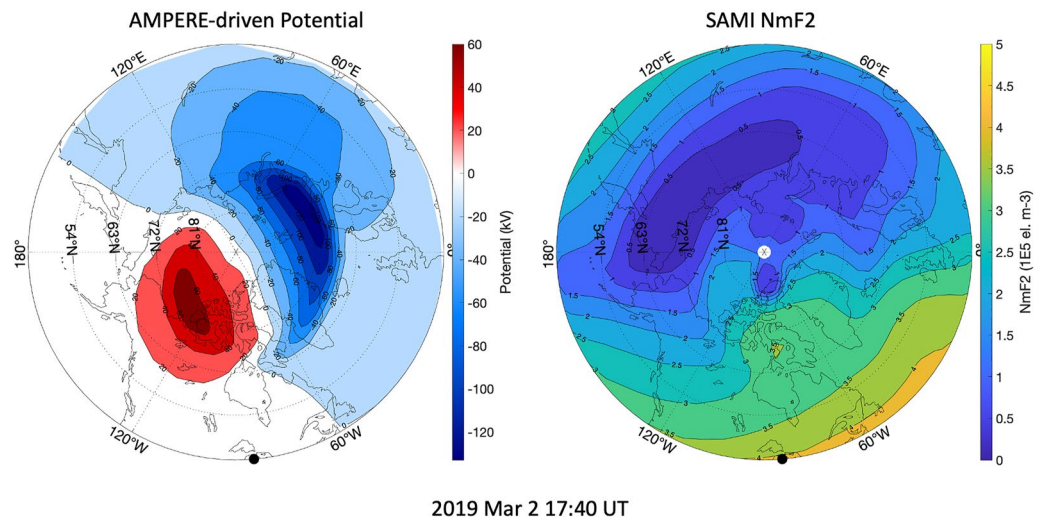 AMPERE-driven Potential
SAMI NmF2
120°E
60°E
180°
54°N
63°N
72°N
81°N
120°W
60°W
60
40
20
0
-20
-40
-60
-80
-100
-120
Potential (kV)
120°E
60°E
180°
54°N
63°N
72°N
81°N
0°
120°W
60°W
5
4.5
4
3.5
3
2.5
2
1.5
1
0.5
0
NmF2 (1E5 el. m-3)
2019 Mar 2 17:40 UT